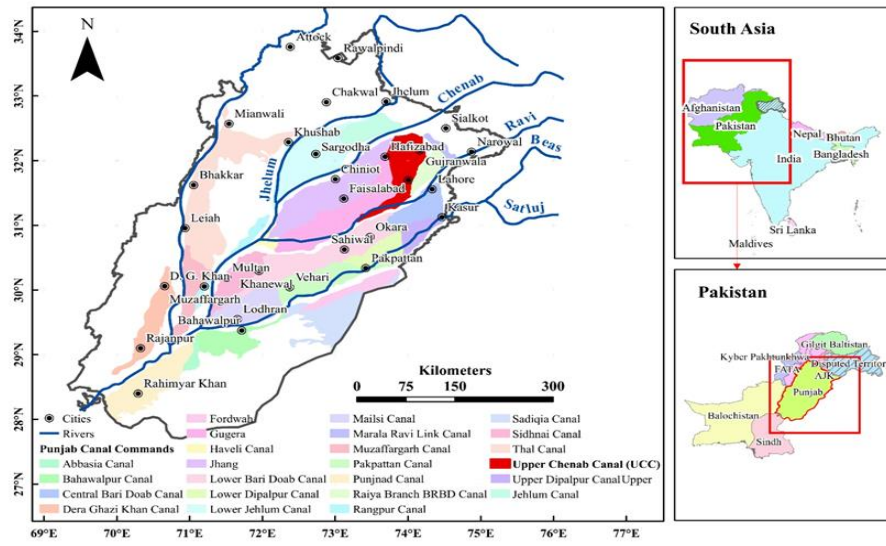 34°N
33°N
32°N
31°N
30°N
29°N
28°N
27°N
N
Attock
Rawalpindi
Chenab
Chakwal
Jhelum
Mianwali
Sialkot
Ravi
Khushab
Narowal
Beas
Sargodha
Hafizabad
Gujranwala
Jhelum
Chiniot
Bhakkar
Faisalabad
Lahore
Kasur
Satluj
Leiah
Okara
Sahiwal
Pakpattan
D. G. Khan
Multan
Vehari
Khanewal
Muzaffargarh
Lodhran
Bahawalpur
Rajanpur
Rahimyar Khan
Kilometers
0 75 150 300
Cities
Rivers
Punjab Canal Commands
Abbasia Canal
Bahawalpur Canal
Central Bari Doab Canal
Dera Ghazi Khan Canal
Fordwah
Gugera
Haveli Canal
Jhang
Lower Bari Doab Canal
Lower Dipalpur Canal
Lower Jehlum Canal
Mailsi Canal
Marala Ravi Link Canal
Muzaffargarh Canal
Pakpattan Canal
Punjnad Canal
Raiya Branch BRBD Canal
Rangpur Canal
Sadiqia Canal
Sidhnai Canal
Thal Canal
Upper Chenab Canal (UCC)
Upper Dipalpur CanalUpper
Jehlum Canal
69°E 70°E 71°E 72°E 73°E 74°E 75°E 76°E 77°E
South Asia
Afghanistan
Pakistan
Nepal
Bhutan
India
Bangladesh
Sri Lanka
Maldives
Pakistan
Gilgit Baltistan
Kyber Pakhtunkhwa
Disputed Territor
FATA
AJK
Punjab
Balochistan
Sindh